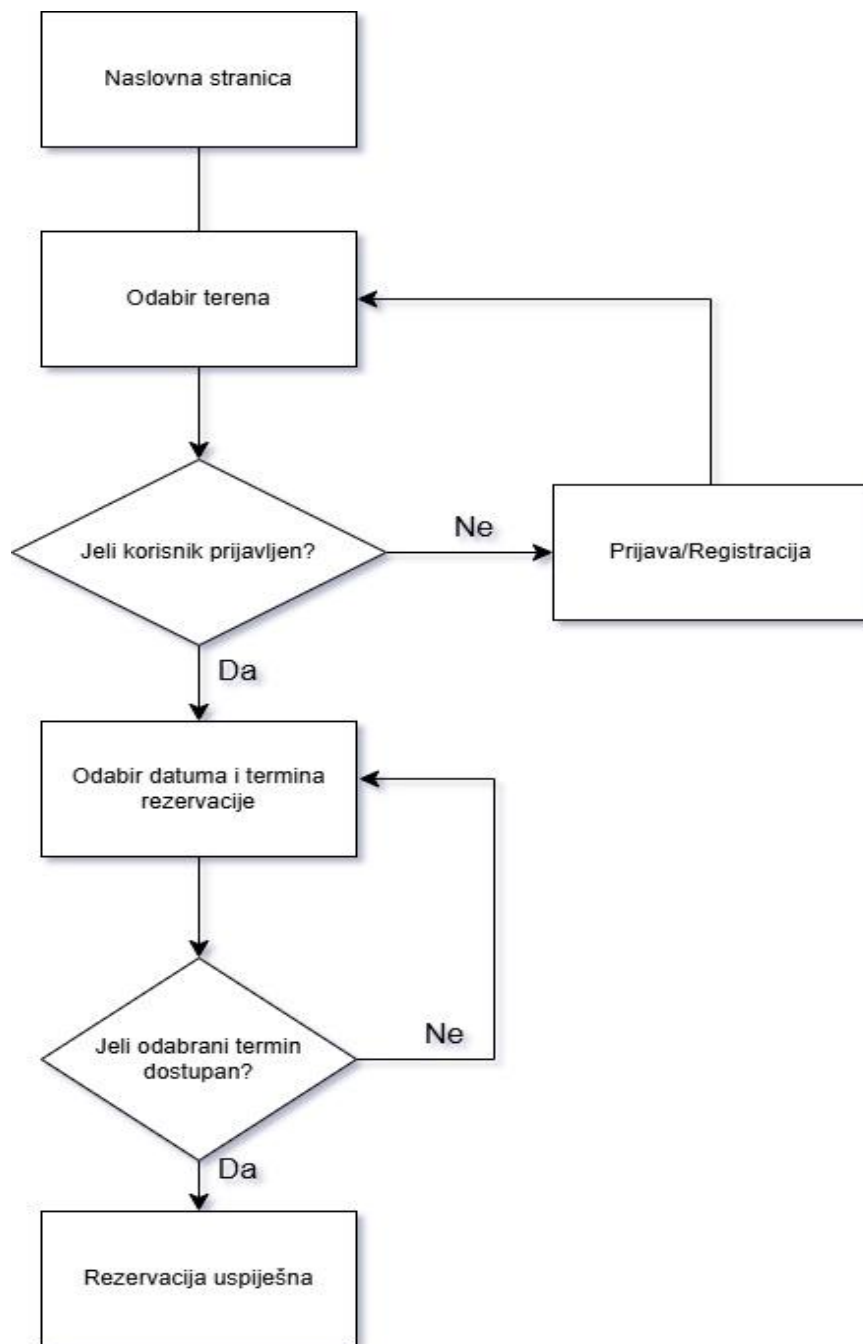 Naslovna stranica
Odabir terena
Jeli korisnik prijavljen?
Ne
Prijava/Registracija
Da
Odabir datuma i termina
rezervacije
Jeli odabrani termin
dostupan?
Ne
Da
Rezervacija uspiješna